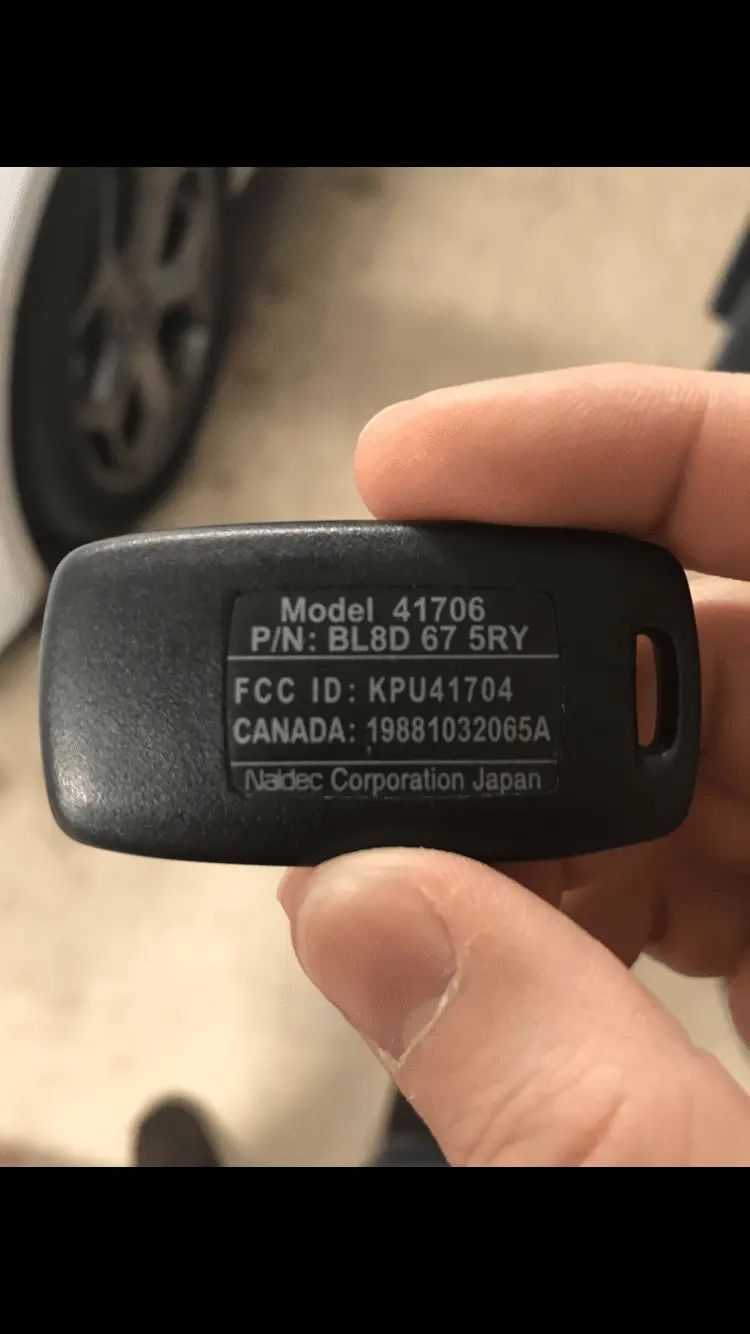 Model 41706
P/N: BL8D 67 5RY
FCC ID: KPU41704
CANADA: 19881032065A
Naldec Corporation Japan